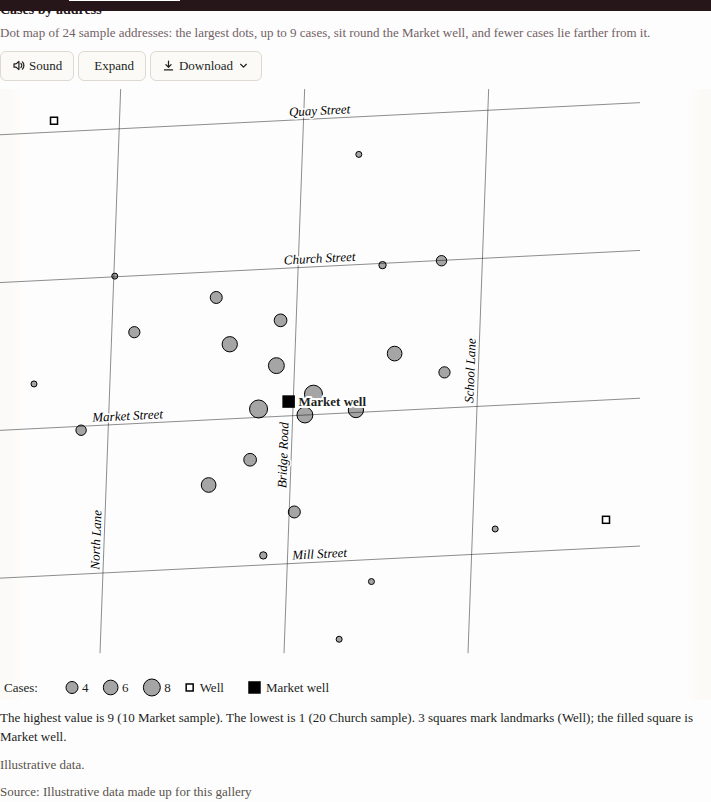 Cases by address
Dot map of 24 sample addresses: the largest dots, up to 9 cases, sit round the Market well, and fewer cases lie farther from it.
Sound
Expand
Download
Quay Street
Church Street
School Lane
Market well
Market Street
Bridge Road
North Lane
Mill Street
Cases: 4 6 8 Well Market well
The highest value is 9 (10 Market sample). The lowest is 1 (20 Church sample). 3 squares mark landmarks (Well); the filled square is
Market well.
Illustrative data.
Source: Illustrative data made up for this gallery